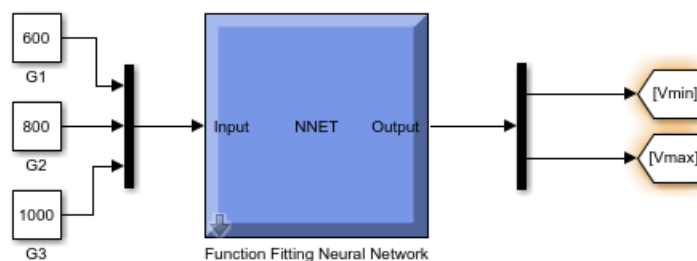 600
G1
800
G2
1000
G3
Input NNET Output
Function Fitting Neural Network
[Vmin]
[Vmax]